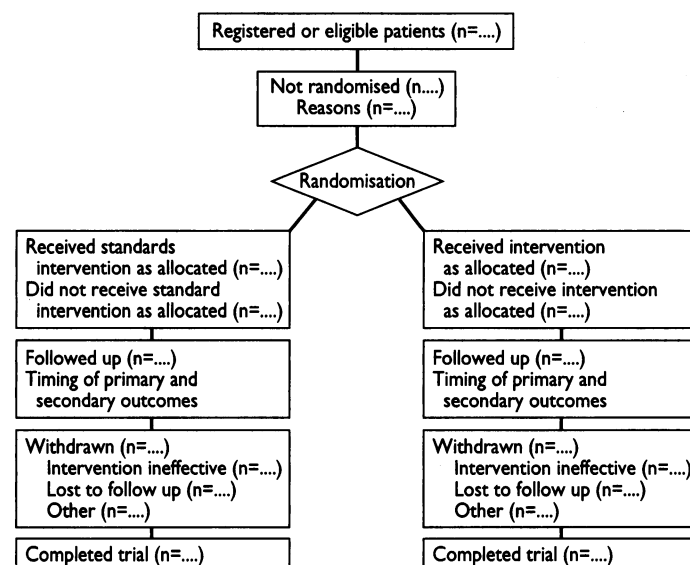 Registered or eligible patients (n=....)
Not randomised (n....)
Reasons (n=....)
Randomisation
Received standards
intervention as allocated (n=....)
Did not receive standard
intervention as allocated (n=....)
Followed up (n=....)
Timing of primary and
secondary outcomes
Withdrawn (n=....)
Intervention ineffective (n=....)
Lost to follow up (n=....)
Other (n=....)
Completed trial (n=....)
Received intervention
as allocated (n=....)
Did not receive intervention
as allocated (n=....)
Followed up (n=....)
Timing of primary and
secondary outcomes
Withdrawn (n=....)
Intervention ineffective (n=....)
Lost to follow up (n=....)
Other (n=....)
Completed trial (n=....)